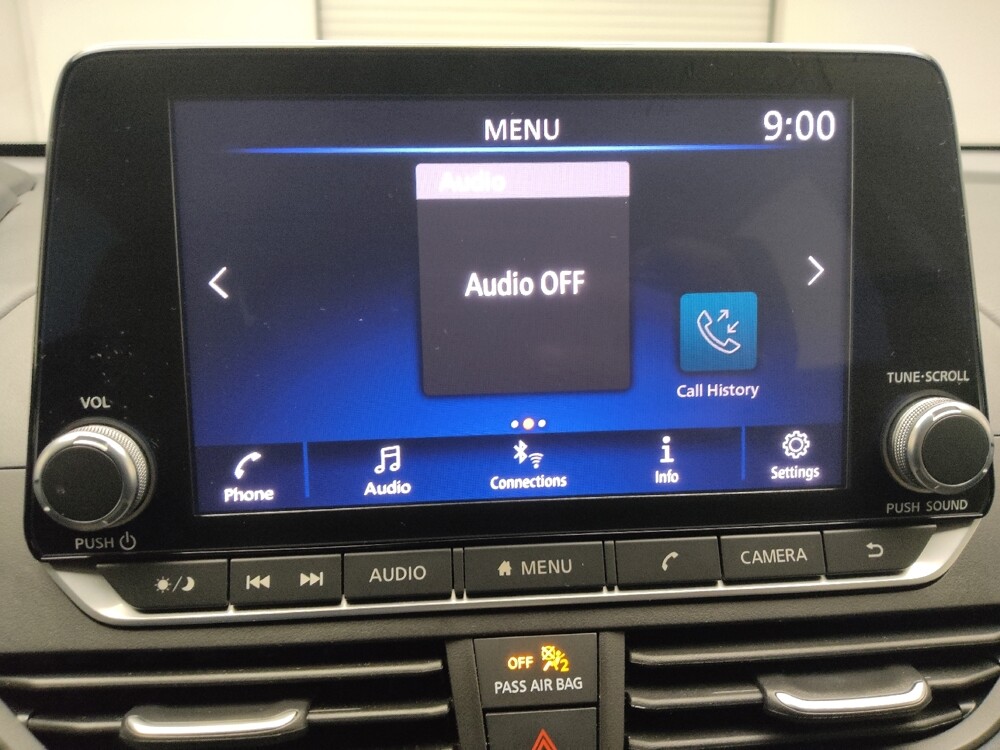 MENU
9:00
Audio
Audio OFF
Call History
Phone
Audio
Connections
Info
Settings
VOL
PUSH
TUNE·SCROLL
PUSH SOUND
AUDIO
MENU
CAMERA
OFF 2
PASS AIR BAG